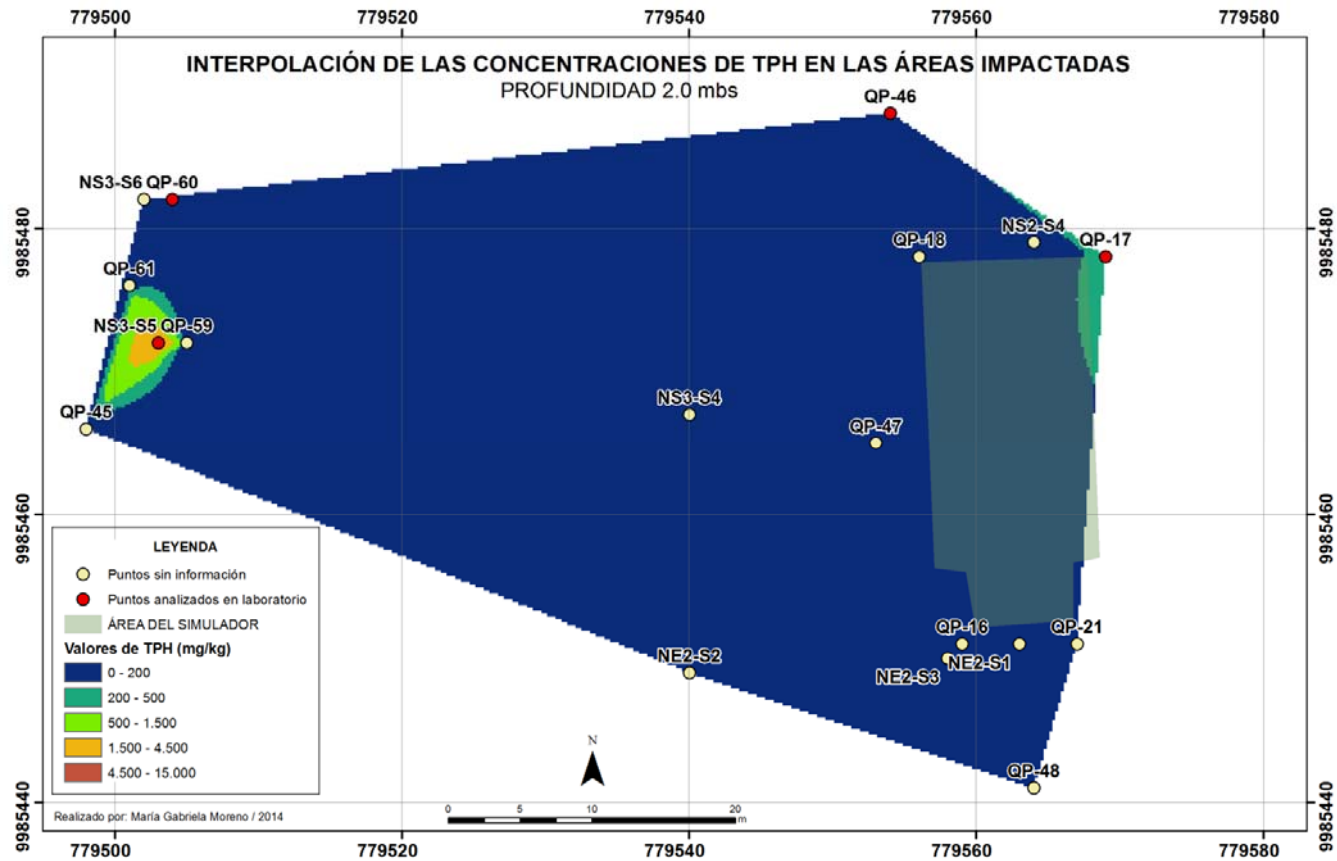 779500 779520 779540 779560 779580
INTERPOLACIÓN DE LAS CONCENTRACIONES DE TPH EN LAS ÁREAS IMPACTADAS
PROFUNDIDAD 2.0 mbs
QP-46
NS3-S6 QP-60
9985480
9985480
NS2-S4
QP-18
QP-17
QP-61
NS3-S5 QP-59
NS3-S4
QP-45
QP-47
9985460
9985460
LEYENDA
Puntos sin información
Puntos analizados en laboratorio
ÁREA DEL SIMULADOR
Valores de TPH (mg/kg)
0 - 200
200 - 500
500 - 1.500
1.500 - 4.500
4.500 - 15.000
QP-16
QP-21
NE2-S2
NE2-S1
NE2-S3
N
QP-48
9985440
9985440
0 5 10 20
m
Realizado por: María Gabriela Moreno / 2014
779500 779520 779540 779560 779580